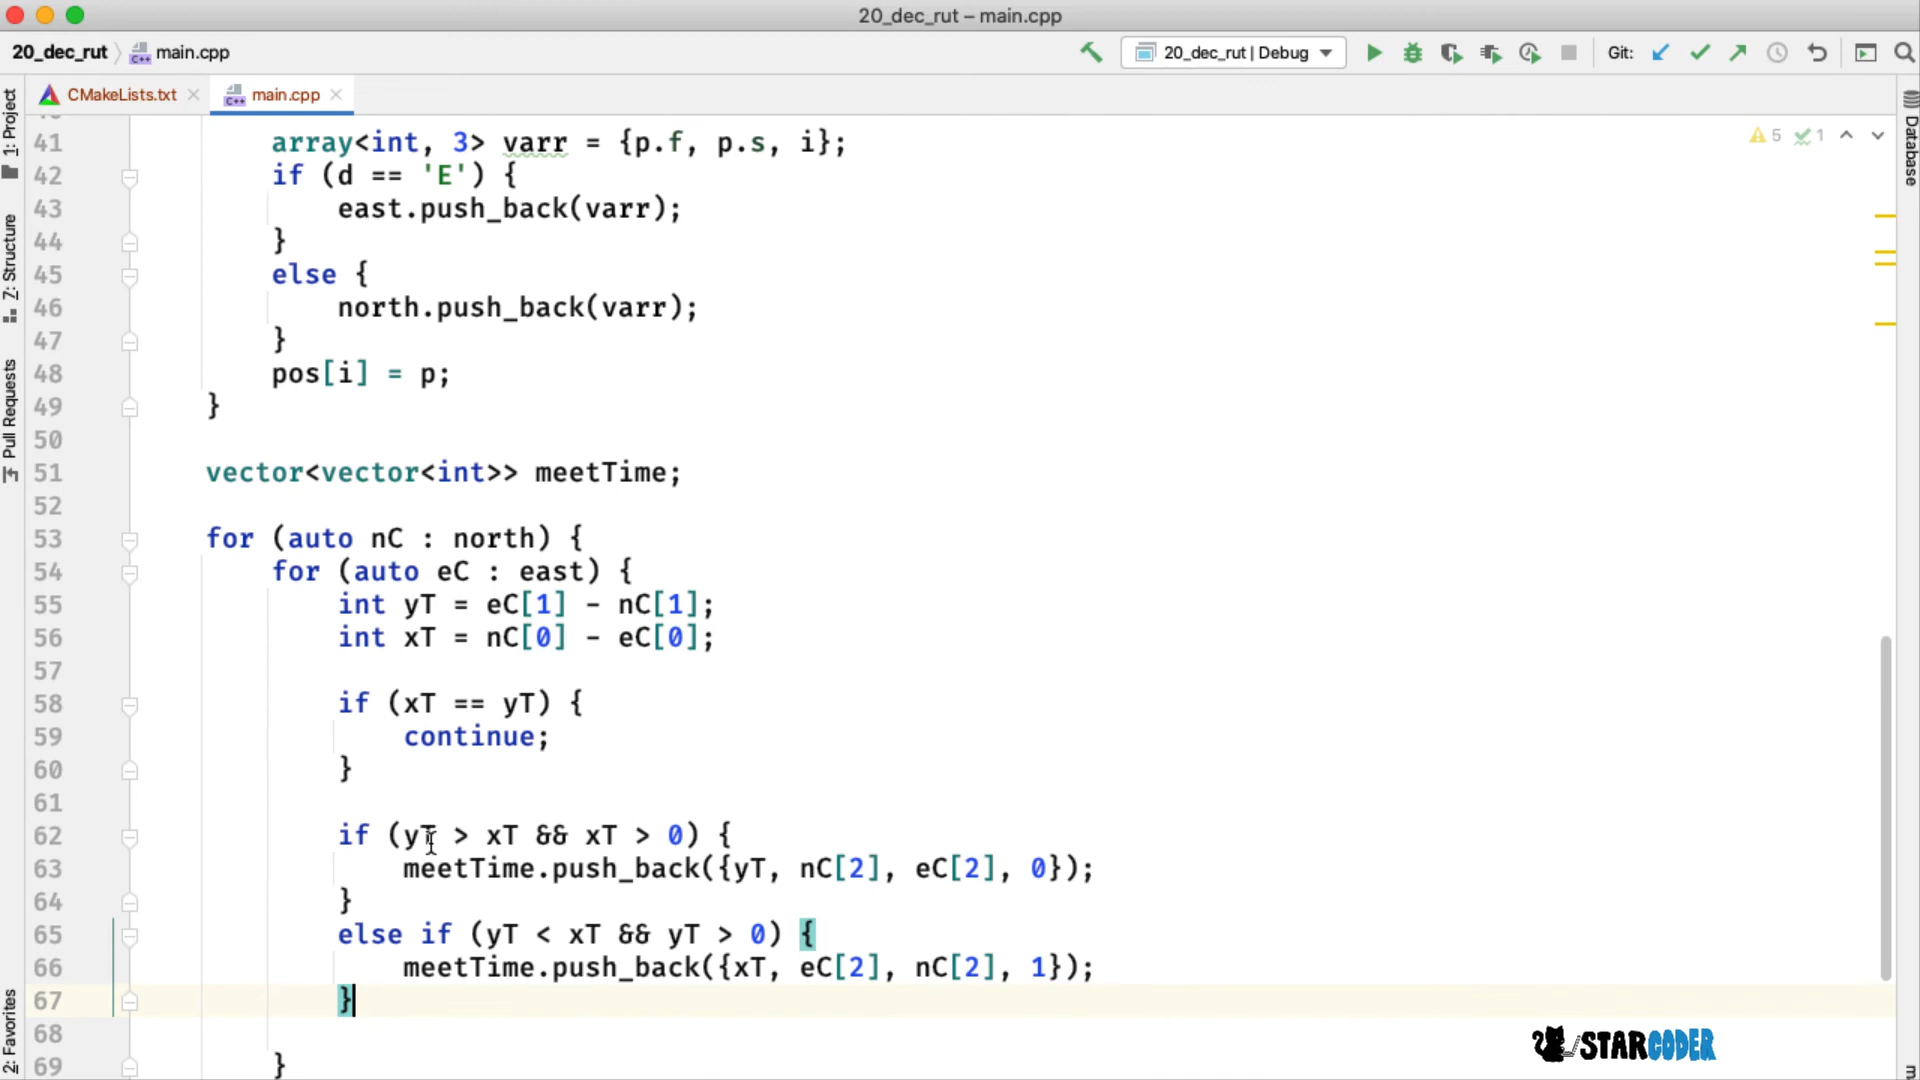 20_dec_rut – main.cpp
20_dec_rut main.cpp 20_dec_rut | Debug Git:
CMakeLists.txt main.cpp
1: Project
Z: Structure
Pull Requests
2: Favorites
Database
5 1
41 array<int, 3> varr = {p.f, p.s, i};
42 if (d == 'E') {
43 east.push_back(varr);
44 }
45 else {
46 north.push_back(varr);
47 }
48 pos[i] = p;
49 }
50
51 vector<vector<int>> meetTime;
52
53 for (auto nC : north) {
54 for (auto eC : east) {
55 int yT = eC[1] - nC[1];
56 int xT = nC[0] - eC[0];
57
58 if (xT == yT) {
59 continue;
60 }
61
62 if (yT > xT && xT > 0) {
63 meetTime.push_back({yT, nC[2], eC[2], 0});
64 }
65 else if (yT < xT && yT > 0) {
66 meetTime.push_back({xT, eC[2], nC[2], 1});
67 }
68
69 }
STARCODER